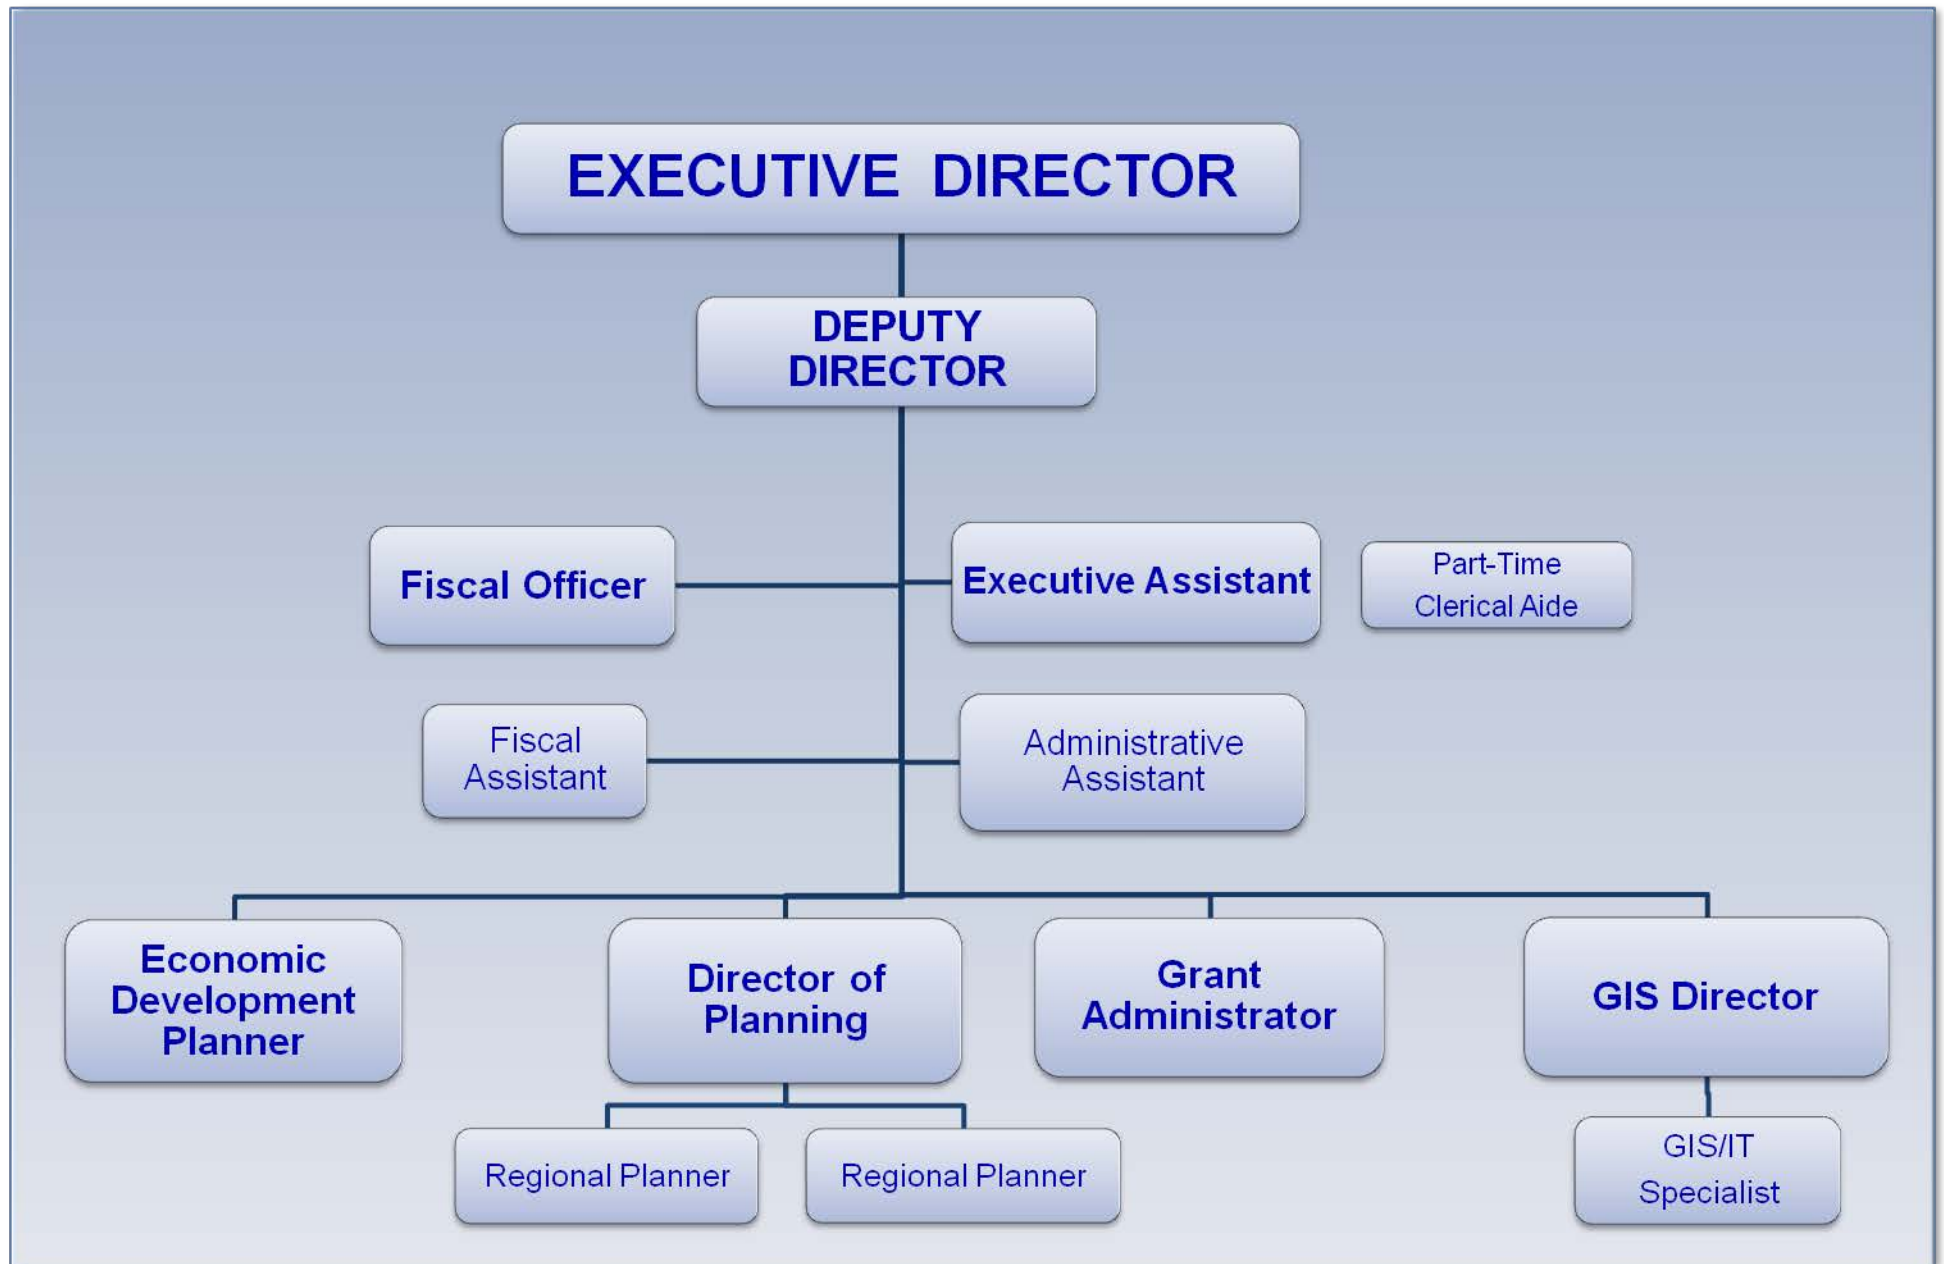 EXECUTIVE DIRECTOR
DEPUTY
DIRECTOR
Fiscal Officer
Executive Assistant
Part-Time
Clerical Aide
Fiscal
Assistant
Administrative
Assistant
Economic
Development
Planner
Director of
Planning
Grant
Administrator
GIS Director
Regional Planner
Regional Planner
GIS/IT
Specialist